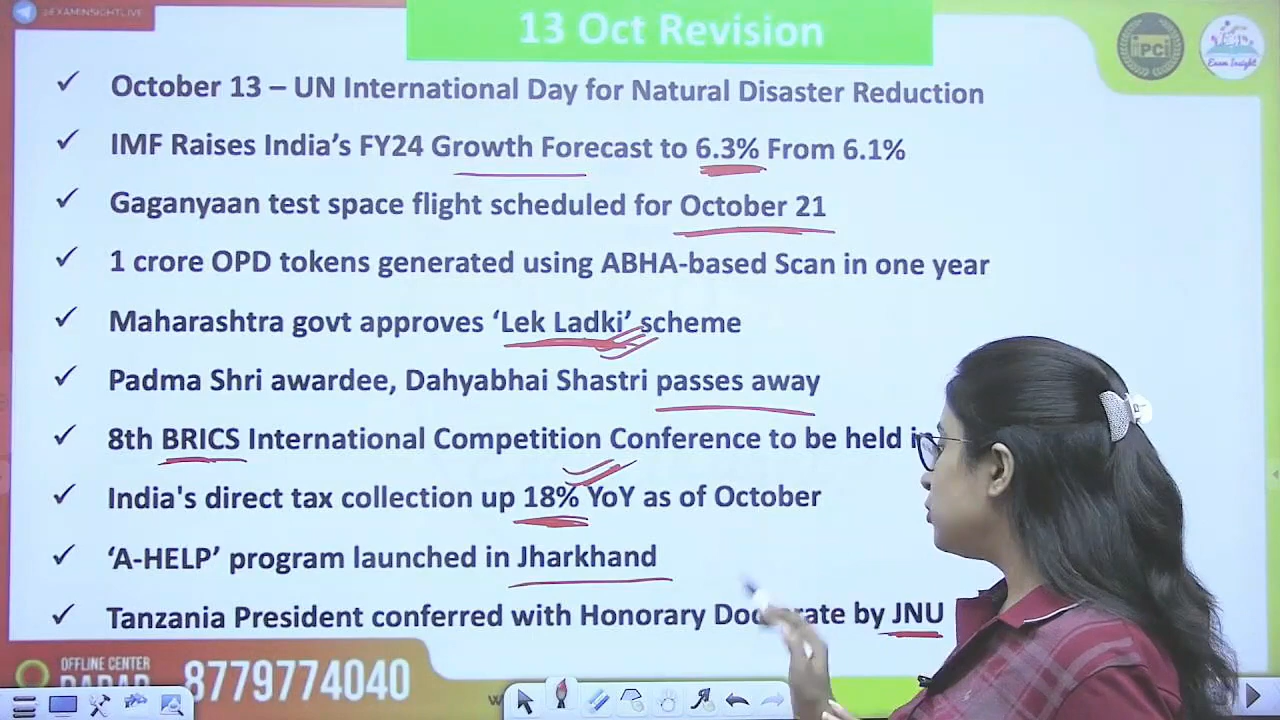 @EXAMINSIGHTLIVE
13 Oct Revision
iPCi
Exam Insight
✓ October 13 – UN International Day for Natural Disaster Reduction
✓ IMF Raises India's FY24 Growth Forecast to 6.3% From 6.1%
✓ Gaganyaan test space flight scheduled for October 21
✓ 1 crore OPD tokens generated using ABHA-based Scan in one year
✓ Maharashtra govt approves ‘Lek Ladki’ scheme
✓ Padma Shri awardee, Dahyabhai Shastri passes away
✓ 8th BRICS International Competition Conference to be held
✓ India's direct tax collection up 18% YoY as of October
✓ ‘A-HELP’ program launched in Jharkhand
✓ Tanzania President conferred with Honorary by JNU
OFFLINE CENTER
8779774040